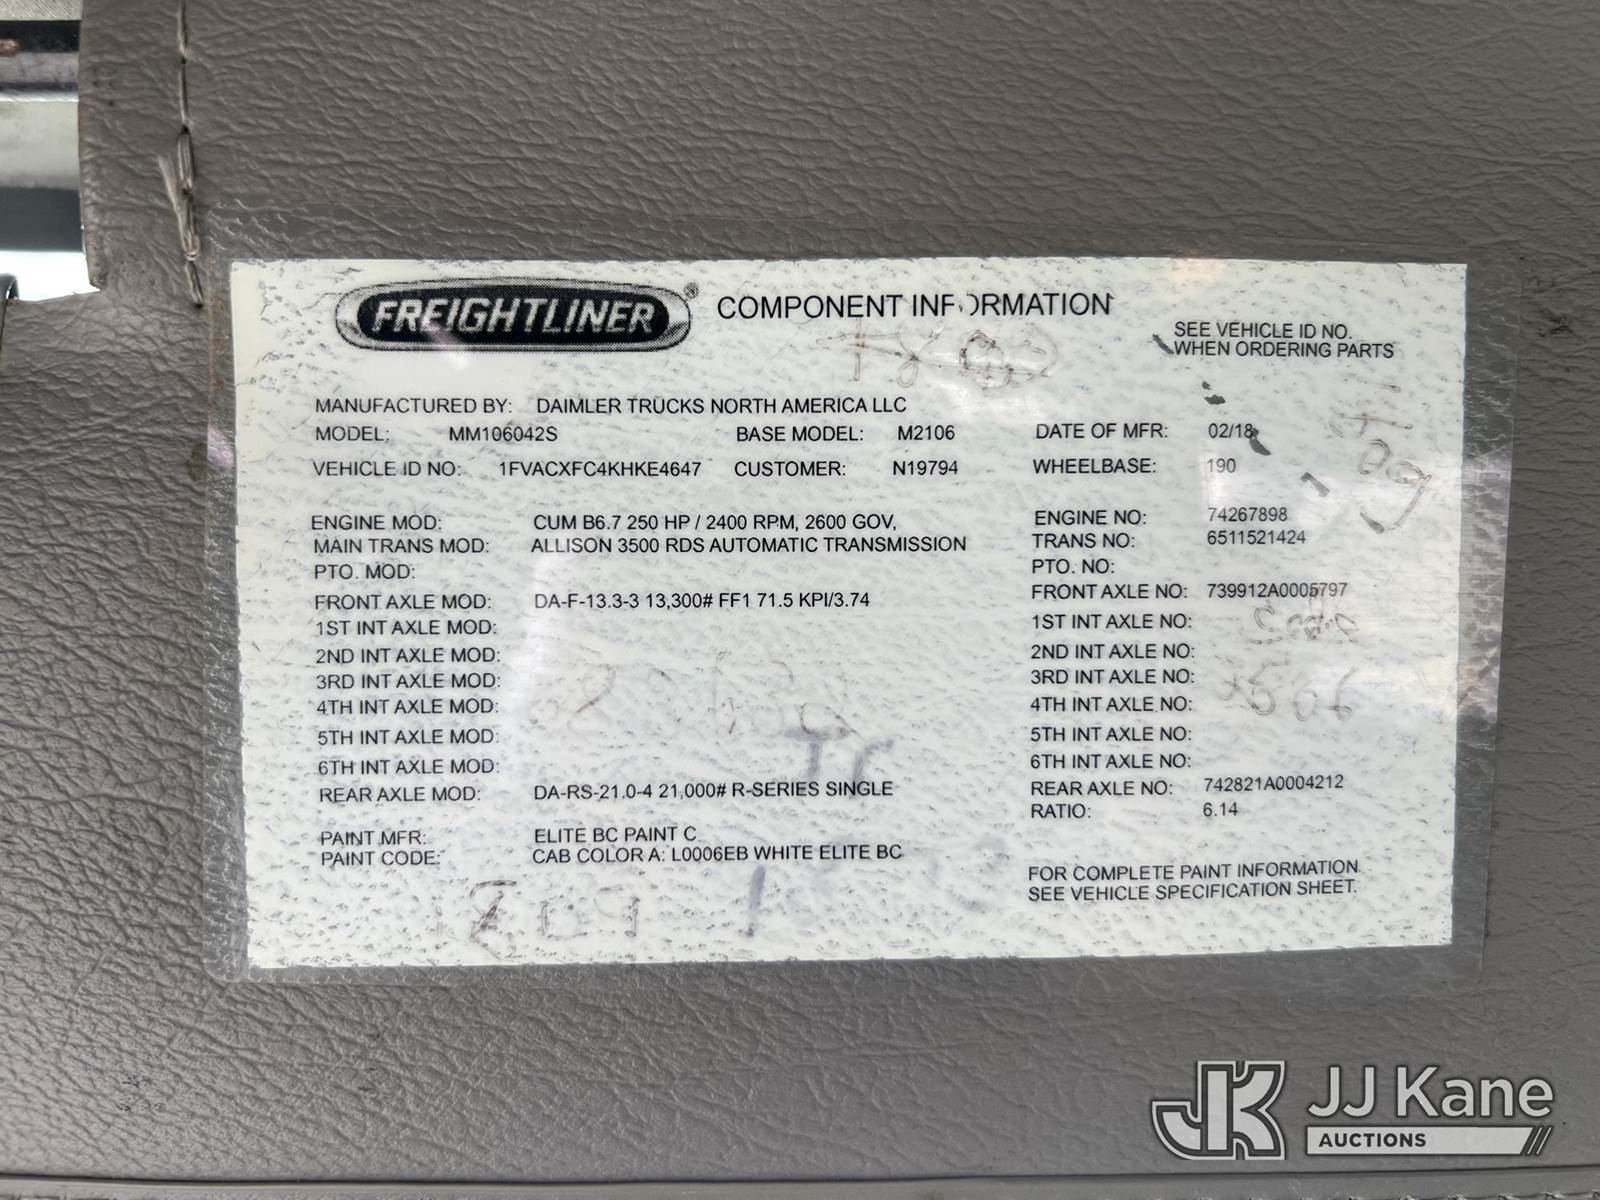 FREIGHTLINER® COMPONENT INFORMATION
SEE VEHICLE ID NO.
WHEN ORDERING PARTS
MANUFACTURED BY: DAIMLER TRUCKS NORTH AMERICA LLC
MODEL: MM106042S BASE MODEL: M2106 DATE OF MFR: 02/18
VEHICLE ID NO: 1FVACXFC4KHKE4647 CUSTOMER: N19794 WHEELBASE: 190
ENGINE MOD: CUM B6.7 250 HP / 2400 RPM, 2600 GOV, ENGINE NO: 74267898
MAIN TRANS MOD: ALLISON 3500 RDS AUTOMATIC TRANSMISSION TRANS NO: 6511521424
PTO. MOD: PTO. NO:
FRONT AXLE MOD: DA-F-13.3-3 13,300# FF1 71.5 KPI/3.74 FRONT AXLE NO: 739912A0005797
1ST INT AXLE MOD: 1ST INT AXLE NO:
2ND INT AXLE MOD: 2ND INT AXLE NO:
3RD INT AXLE MOD: 3RD INT AXLE NO:
4TH INT AXLE MOD: 4TH INT AXLE NO:
5TH INT AXLE MOD: 5TH INT AXLE NO:
6TH INT AXLE MOD: 6TH INT AXLE NO:
REAR AXLE MOD: DA-RS-21.0-4 21,000# R-SERIES SINGLE REAR AXLE NO: 742821A0004212
RATIO: 6.14
PAINT MFR: ELITE BC PAINT C
PAINT CODE: CAB COLOR A: L0006EB WHITE ELITE BC
FOR COMPLETE PAINT INFORMATION
SEE VEHICLE SPECIFICATION SHEET.
JK JJ Kane
AUCTIONS